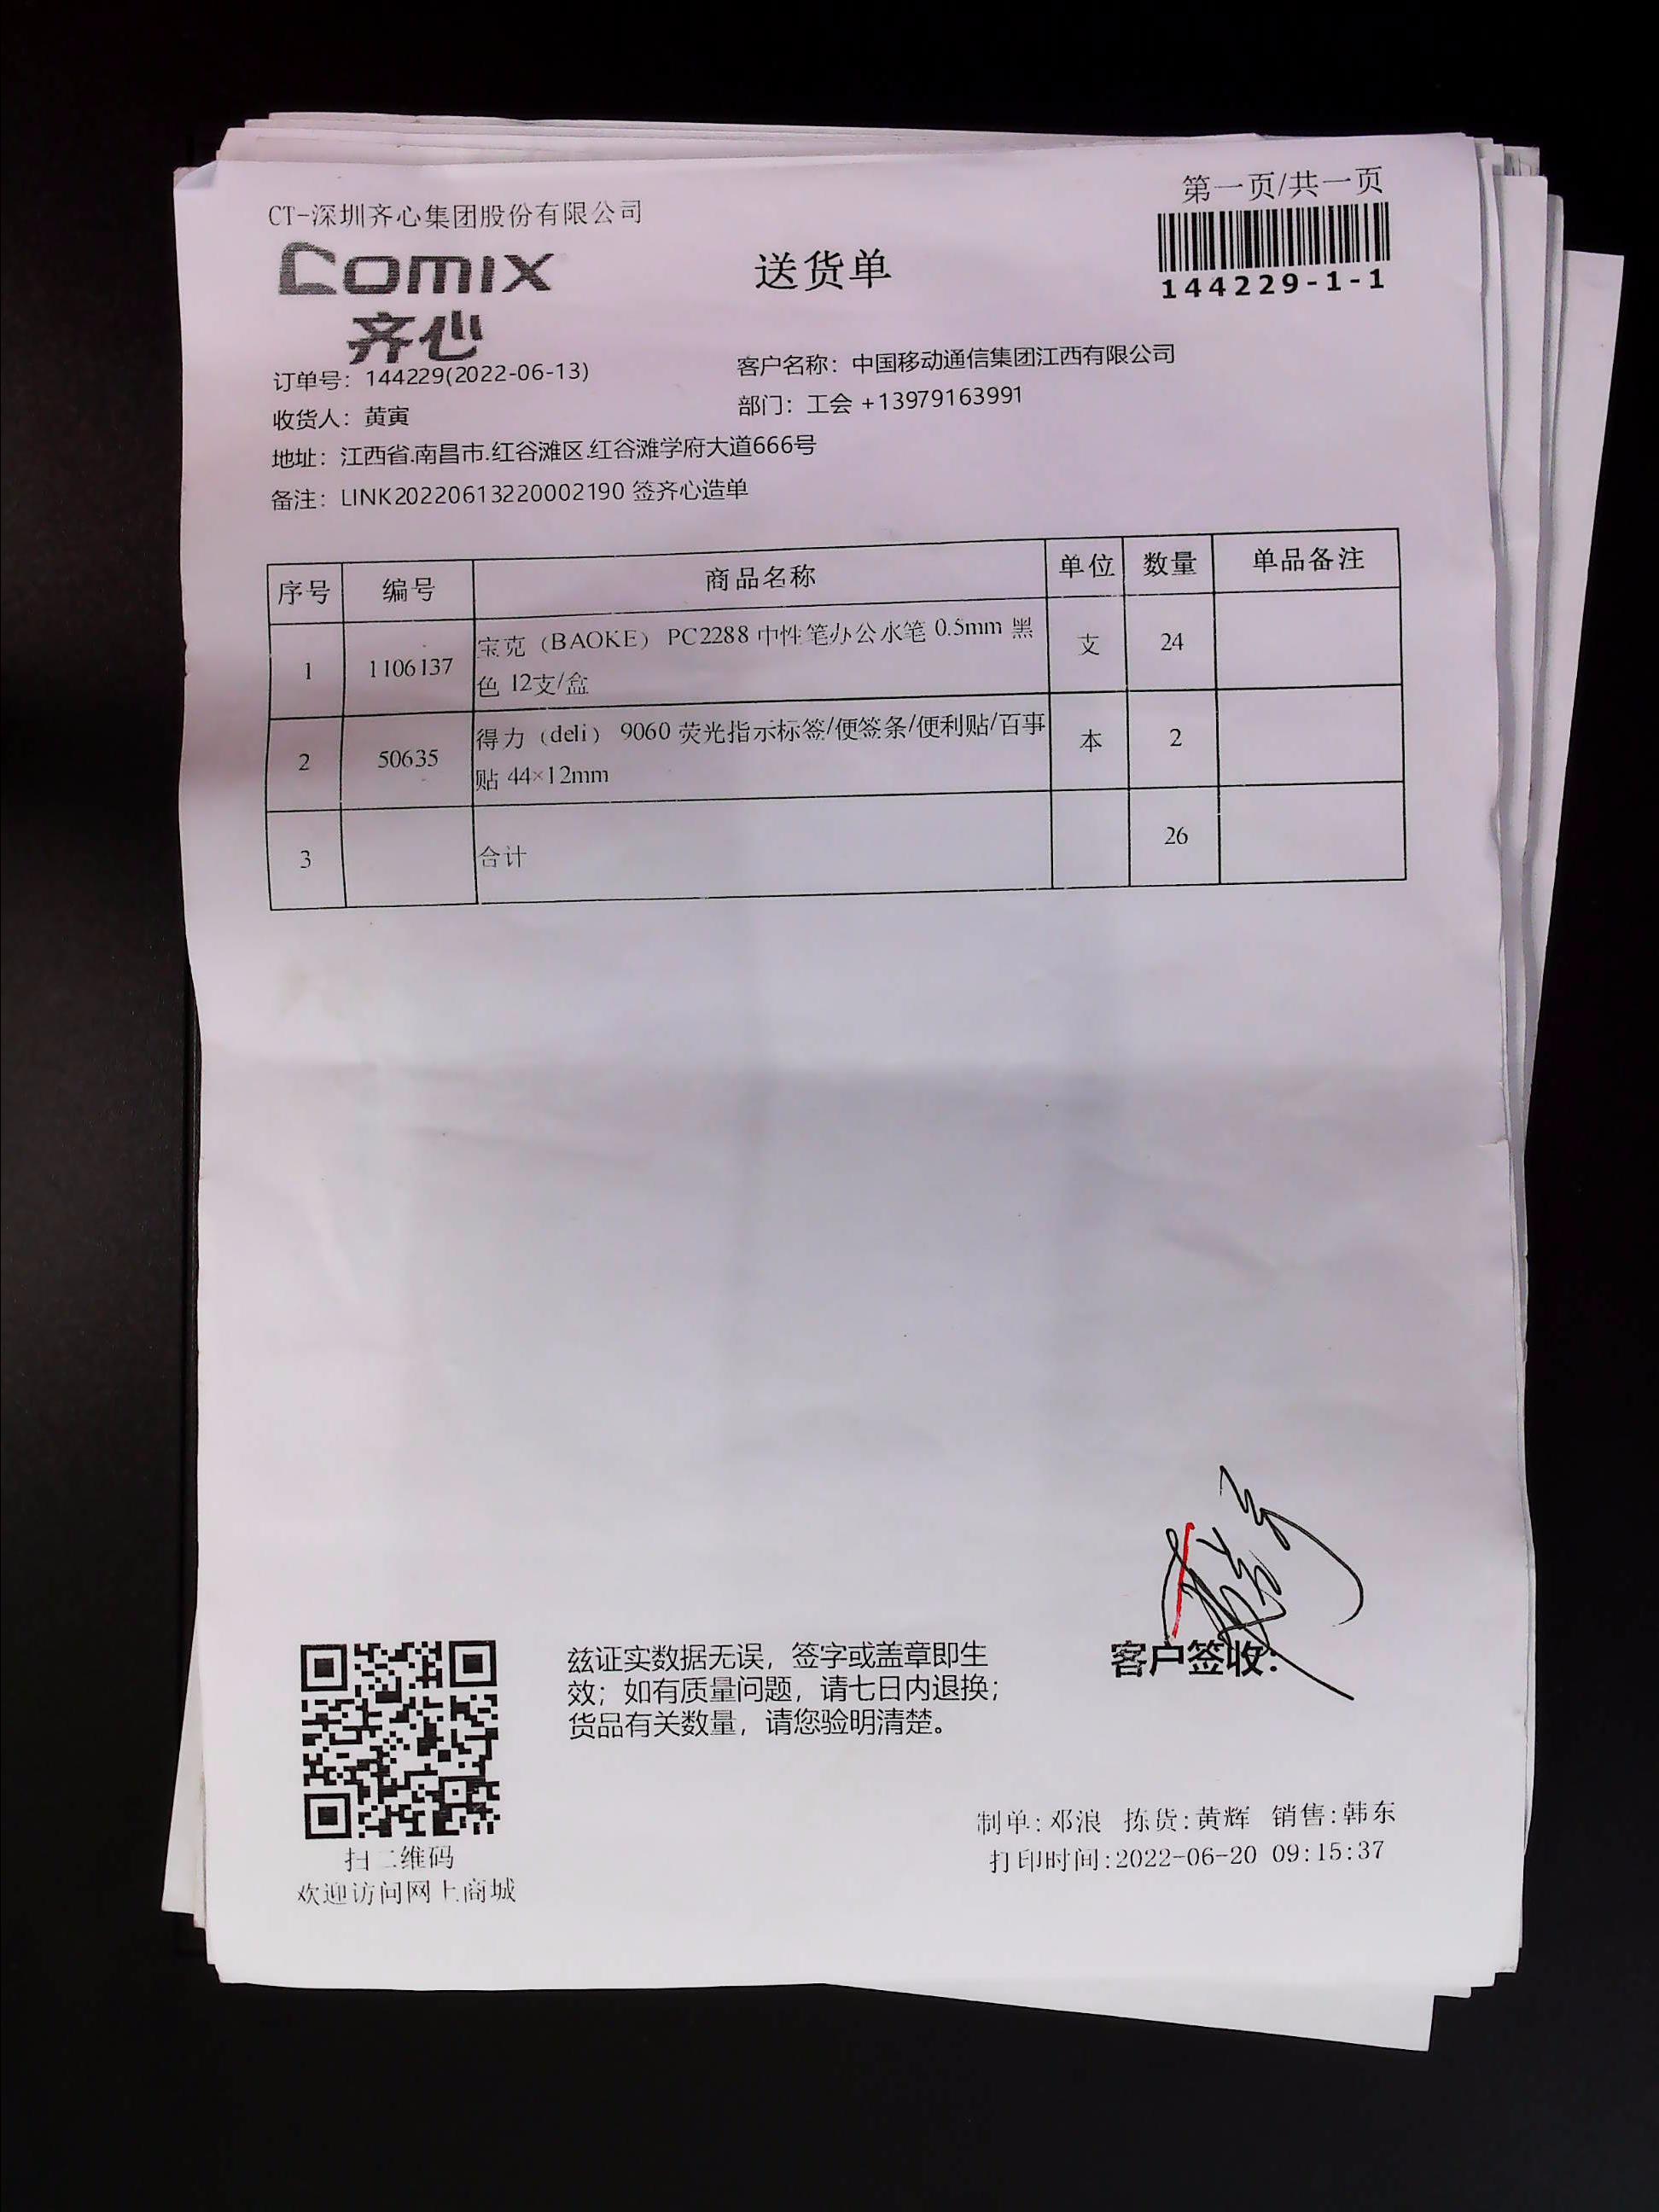 第一页/共一页
CT-深圳齐心集团股份有限公司
comix
齐心
送货单
144229-1-1
订单号：144229(2022-06-13)
客户名称：中国移动通信集团江西有限公司
收货人：黄寅
部门：工会 +13979163991
地址：江西省.南昌市.红谷滩区.红谷滩学府大道666号
备注：LINK20220613220002190 签齐心造单
序号 编号 商品名称 单位 数量 单品备注
1 1106137 宝克（BAOKE） PC2288 中性笔办公水笔 0.5mm 黑 支 24
色 12支/盒
2 50635 得力（deli） 9060 荧光指示标签/便签条/便利贴/百事 本 2
贴 44×12mm
3 合计 26
兹证实数据无误，签字或盖章即生
效；如有质量问题，请七日内退换；
货品有关数量，请您验明清楚。
客户签收：
扫二维码
欢迎访问网上商城
制单:邓浪 拣货:黄辉 销售:韩东
打印时间:2022-06-20 09:15:37